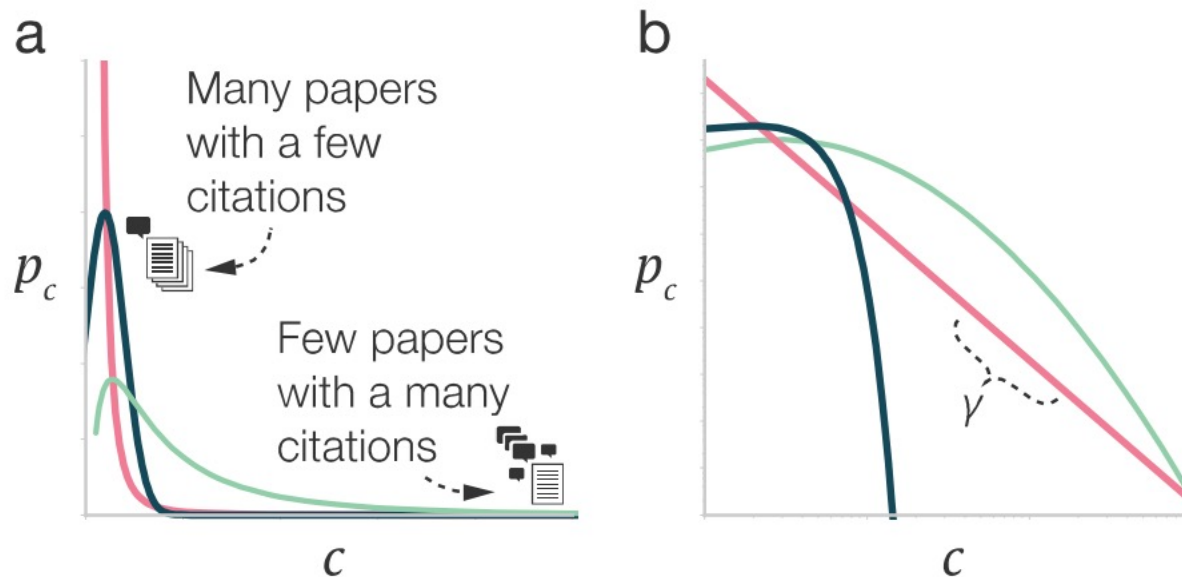 a
Many papers
with a few
citations
p_c
Few papers
with a many
citations
c
b
p_c
γ
c